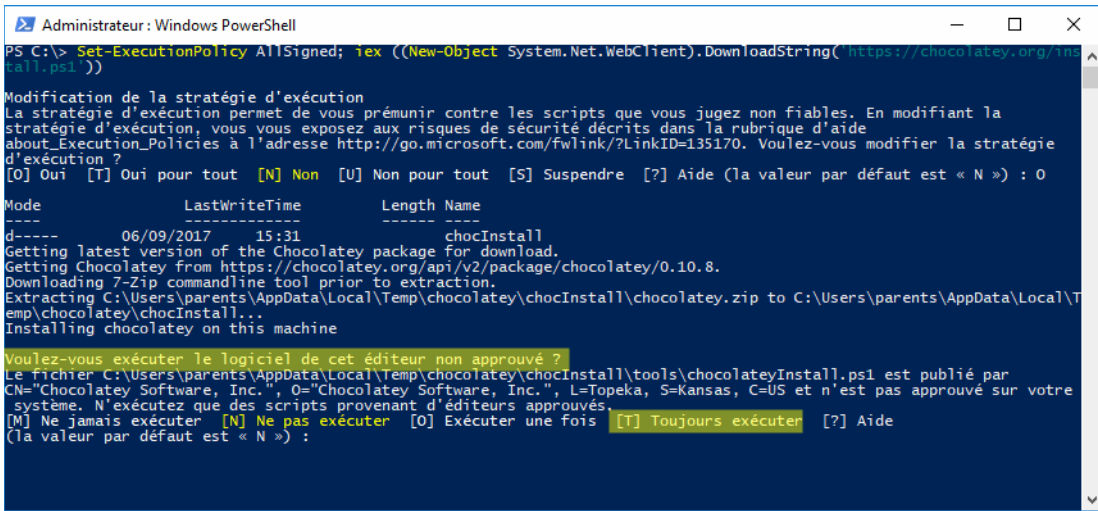 Administrateur : Windows PowerShell
PS C:\> Set-ExecutionPolicy AllSigned; iex ((New-Object System.Net.WebClient).DownloadString('https://chocolatey.org/ins
tall.ps1'))
Modification de la stratégie d'exécution
La stratégie d'exécution permet de vous prémunir contre les scripts que vous jugez non fiables. En modifiant la
stratégie d'exécution, vous vous exposez aux risques de sécurité décrits dans la rubrique d'aide
about_Execution_Policies à l'adresse http://go.microsoft.com/fwlink/?LinkID=135170. Voulez-vous modifier la stratégie
d'exécution ?
[O] Oui  [T] Oui pour tout  [N] Non  [U] Non pour tout  [S] Suspendre  [?] Aide (la valeur par défaut est « N ») : O
Mode                LastWriteTime         Length Name
----                -------------         ------ ----
d-----       06/09/2017     15:31                chocInstall
Getting latest version of the Chocolatey package for download.
Getting Chocolatey from https://chocolatey.org/api/v2/package/chocolatey/0.10.8.
Downloading 7-Zip commandline tool prior to extraction.
Extracting C:\Users\parents\AppData\Local\Temp\chocolatey\chocInstall\chocolatey.zip to C:\Users\parents\AppData\Local\T
emp\chocolatey\chocInstall...
Installing chocolatey on this machine
Voulez-vous exécuter le logiciel de cet éditeur non approuvé ?
Le fichier C:\Users\parents\AppData\Local\Temp\chocolatey\chocInstall\tools\chocolateyInstall.ps1 est publié par
CN="Chocolatey Software, Inc.", O="Chocolatey Software, Inc.", L=Topeka, S=Kansas, C=US et n'est pas approuvé sur votre
système. N'exécutez que des scripts provenant d'éditeurs approuvés.
[M] Ne jamais exécuter  [N] Ne pas exécuter  [O] Exécuter une fois  [T] Toujours exécuter  [?] Aide
(la valeur par défaut est « N ») :